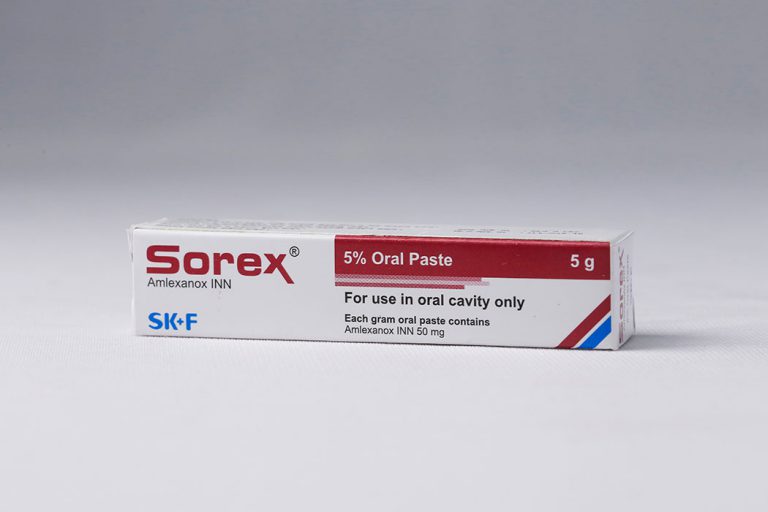 Sorex®
Amlexanox INN
SK+F
5% Oral Paste
5 g
For use in oral cavity only
Each gram oral paste contains
Amlexanox INN 50 mg
Sorex